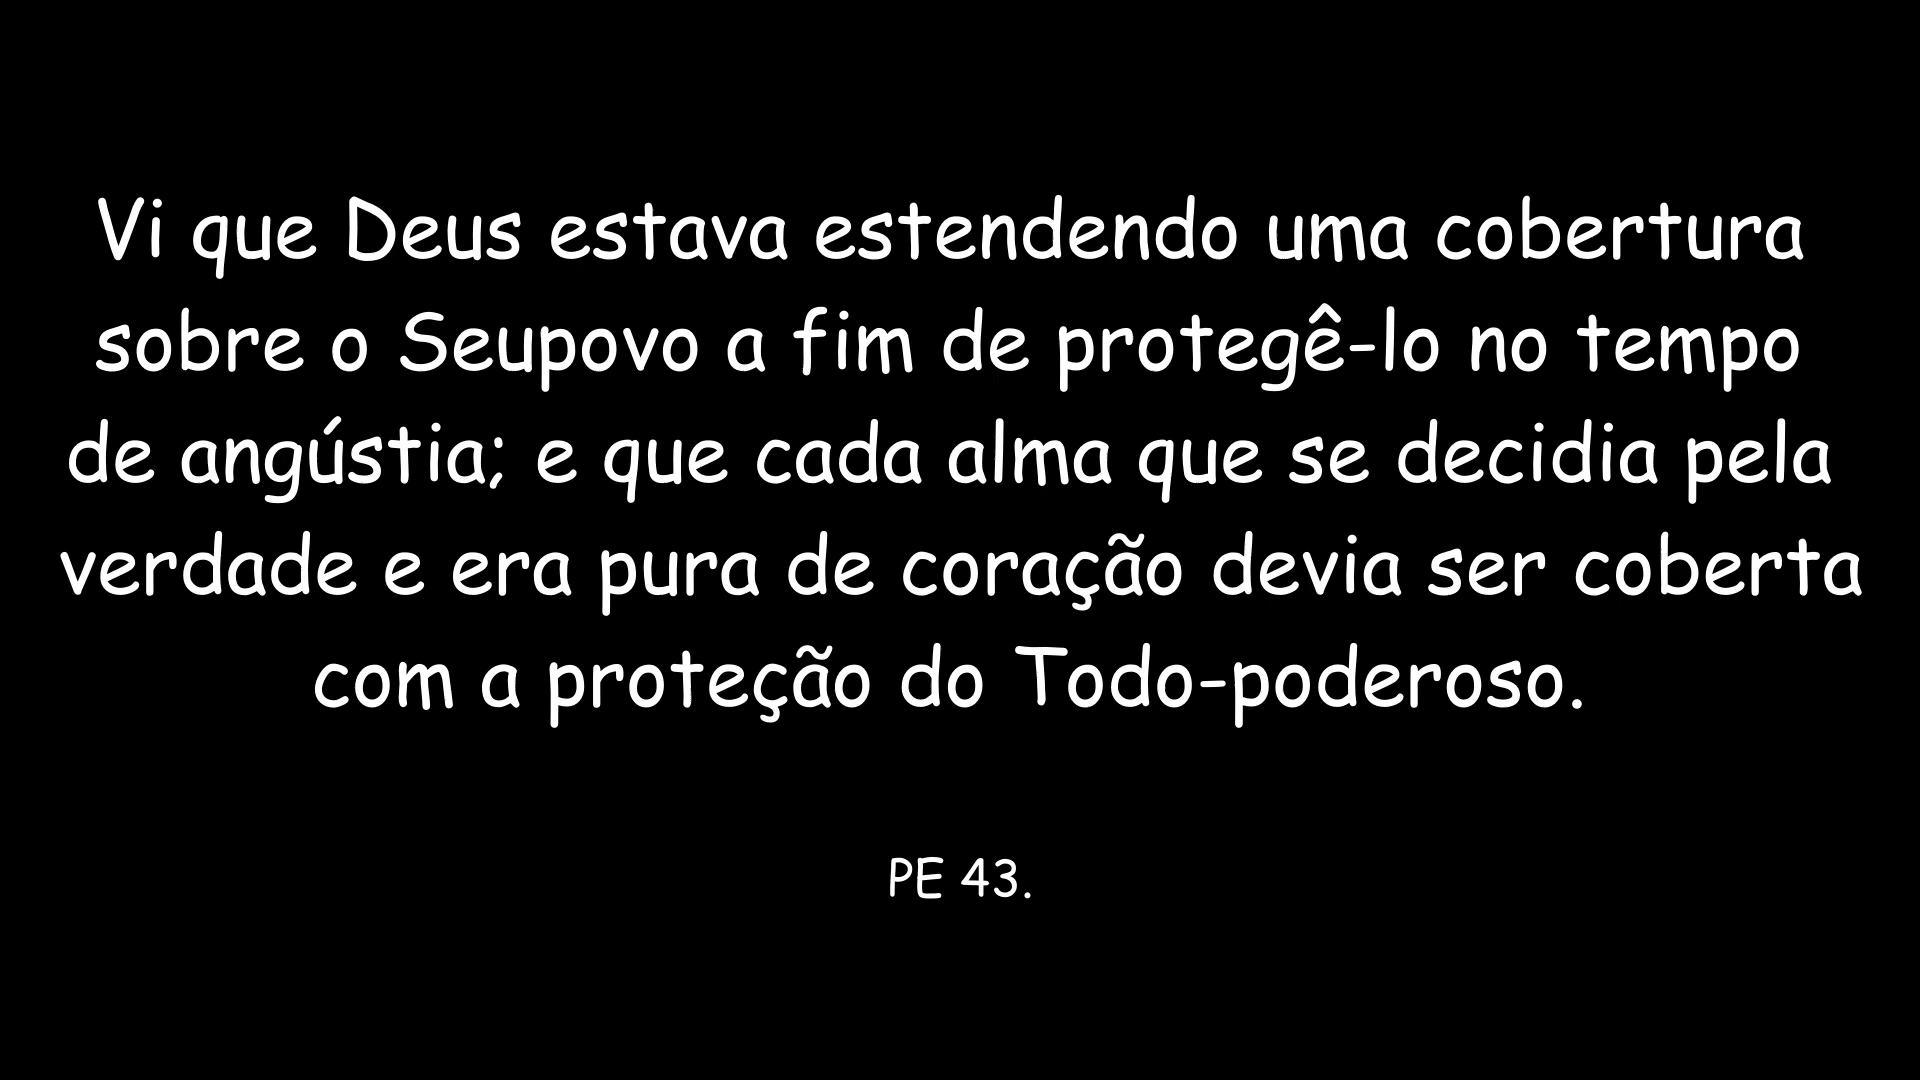 Vi que Deus estava estendendo uma cobertura
sobre o Seupovo a fim de protegê-lo no tempo
de angústia; e que cada alma que se decidia pela
verdade e era pura de coração devia ser coberta
com a proteção do Todo-poderoso.
PE 43.